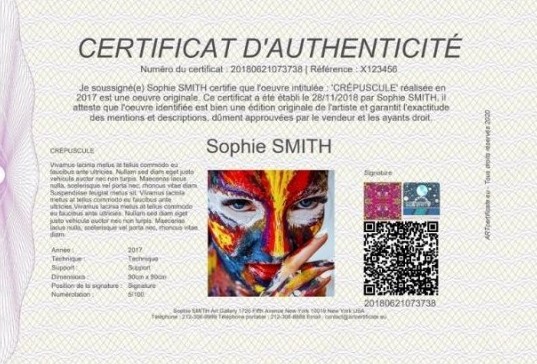 CERTIFICAT D'AUTHENTICITÉ
Numéro du certificat : 20180621073738 | Référence : X123456
Je soussigné(e) Sophie SMITH certifie que l'oeuvre intitulée : 'CRÉPUSCULE' réalisée en
2017 est une oeuvre originale. Ce certificat a été établi le 28/11/2018 par Sophie SMITH, il
atteste que l'oeuvre identifiée est bien une édition originale de l'artiste et garantit l'exactitude
des mentions et descriptions, dûment approuvées par le vendeur et les ayants droit.
Sophie SMITH
CRÉPUSCULE
Vivamus lacinia metus at tellus commodo eu
faucibus ante ultricies. Nullam sed diam eget justo
vehicula auctor nec non turpis. Maecenas lacus
nulla, scelerisque vel porta nec, rhoncus vitae diam.
Suspendisse feugiat metus sit. Vivamus lacinia
metus at tellus commodo eu faucibus ante
ultricies. Vivamus lacinia metus at tellus commodo
eu faucibus ante ultricies. Nullam sed diam eget
justo vehicula auctor nec non turpis. Maecenas
lacus nulla, scelerisque vel porta nec, rhoncus vitae
diam.
Année : 2017
Technique : Technique
Support : Support
Dimensions : 50cm x 50cm
Position de la signature : Signature
Numérotation : 5/100
Signature
20180621073738
ARTcertificate.eu - Tous droits réservés 2020
Sophie SMITH Art Gallery 1720 Fifth Avenue New York 10019 New York USA
Téléphone : 212-306-8989 Téléphone portable : 212-306-8989 Email : contact@artcertificate.eu